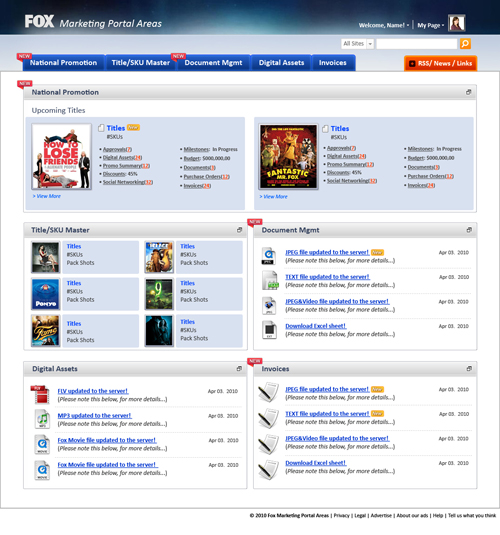 FOX Marketing Portal Areas
Welcome, Name! My Page
All Sites
NEW NEW
National Promotion Title/SKU Master Document Mgmt Digital Assets Invoices RSS/ News / Links
NEW
National Promotion
Upcoming Titles
HOW TO LOSE FRIENDS
Titles
#SKUs
• Approvals(7)
• Digital Assets(24)
• Promo Summary(12)
• Discounts: 45%
• Social Networking(32)
• Milestones: In Progress
• Budget: 5000,000,00
• Documents(3)
• Purchase Orders(12)
• Invoices(24)
> View More
FANTASTIC MR. FOX
Titles
#SKUs
• Approvals(7)
• Digital Assets(24)
• Promo Summary(12)
• Discounts: 45%
• Social Networking(32)
• Milestones: In Progress
• Budget: 5000,000,00
• Documents(3)
• Purchase Orders(12)
• Invoices(24)
> View More
Title/SKU Master
Titles
#SKUs
Pack Shots
ICE AGE
Titles
#SKUs
Pack Shots
PONYO
Titles
#SKUs
Pack Shots
9
Titles
#SKUs
Pack Shots
Fame
Titles
#SKUs
Pack Shots
Titles
#SKUs
Pack Shots
NEW
Document Mgmt
JPEG file updated to the server! Apr 03. 2010
(Please note this below, for more details...)
TEXT file updated to the server! Apr 03. 2010
(Please note this below, for more details...)
JPEG&Video file updated to the server! Apr 03. 2010
(Please note this below, for more details...)
Download Excel sheet! Apr 03. 2010
(Please note this below, for more details...)
Digital Assets
FLV updated to the server! Apr 03. 2010
(Please note this below, for more details...)
MP3 updated to the server! Apr 03. 2010
(Please note this below, for more details...)
Fox Movie file updated to the server! Apr 03. 2010
(Please note this below, for more details...)
Fox Movie file updated to the server! Apr 03. 2010
(Please note this below, for more details...)
NEW
Invoices
JPEG file updated to the server! Apr 03. 2010
(Please note this below, for more details...)
TEXT file updated to the server! Apr 03. 2010
(Please note this below, for more details...)
JPEG&Video file updated to the server! Apr 03. 2010
(Please note this below, for more details...)
Download Excel sheet! Apr 03. 2010
(Please note this below, for more details...)
© 2010 Fox Marketing Portal Areas | Privacy | Legal | Advertise | About our ads | Help | Tell us what you think